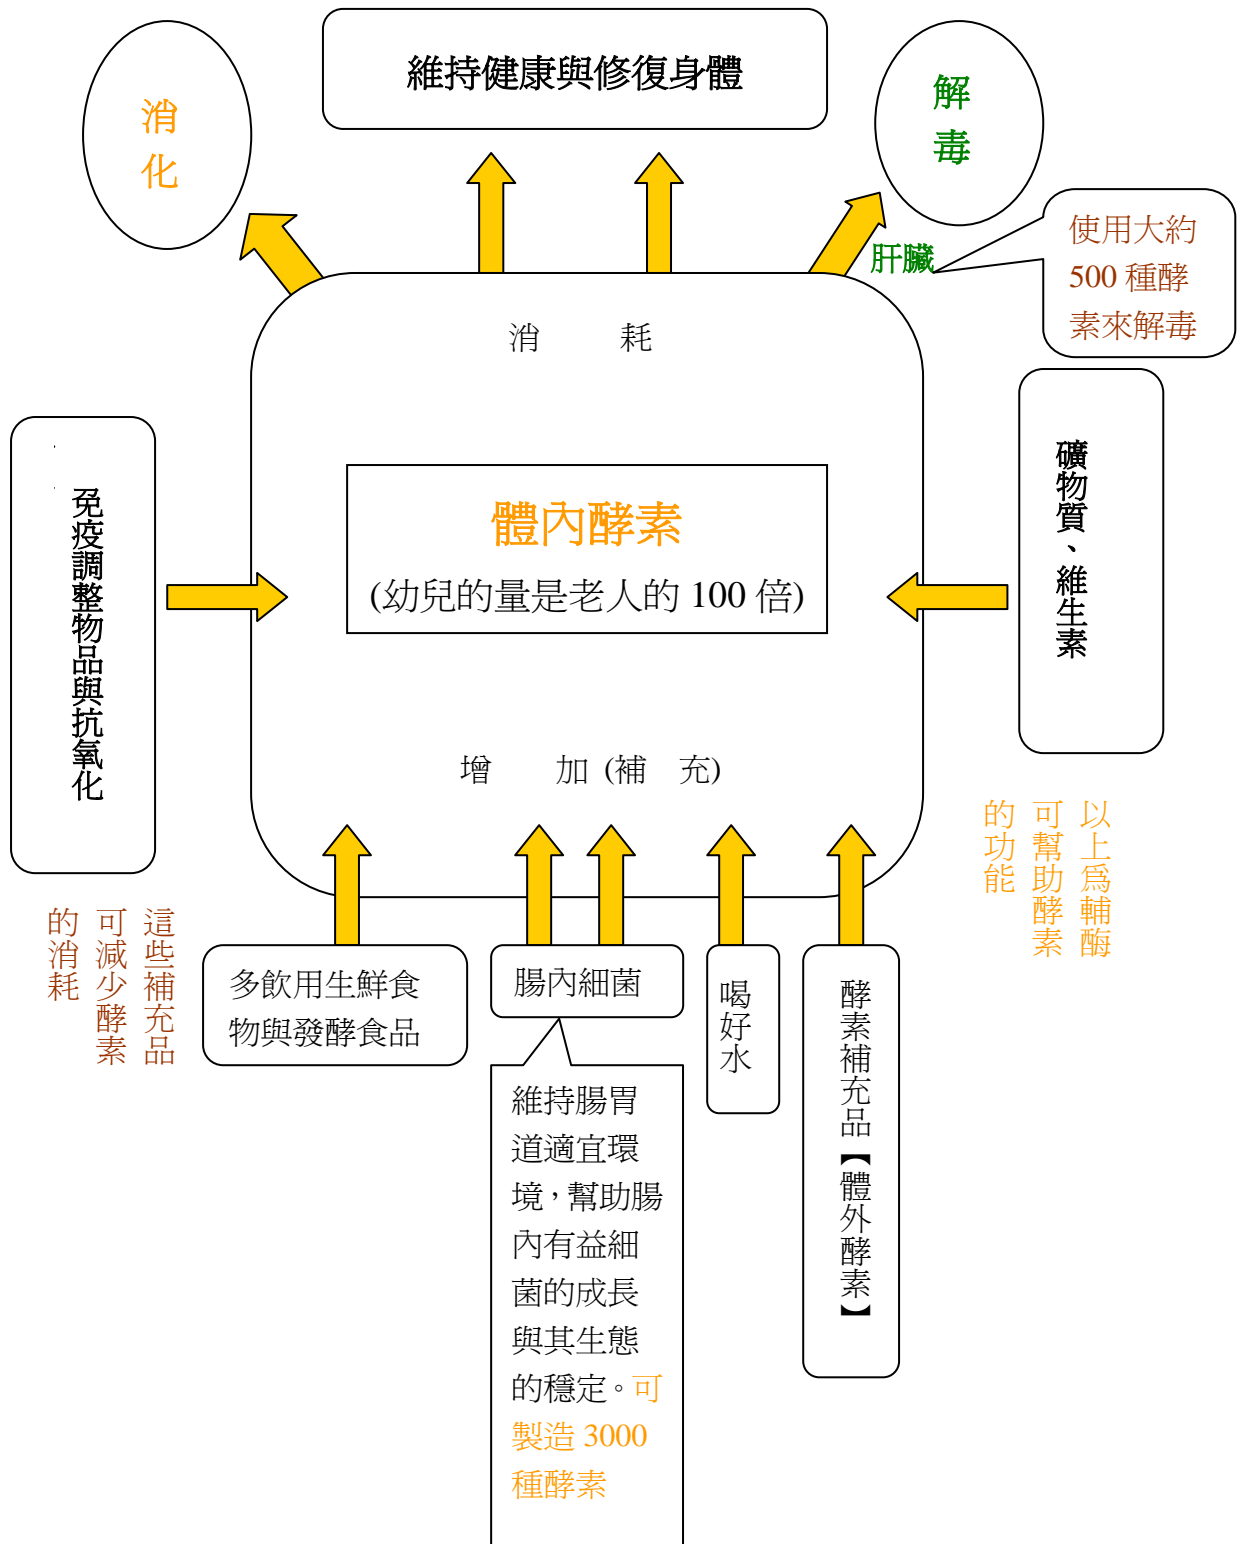 維持健康與修復身體
消
化
解
毒
肝臟
使用大約
500 種酵
素來解毒
消 耗
免疫調整物品與抗氧化
體內酵素
(幼兒的量是老人的 100 倍)
礦物質、維生素
增 加 (補 充)
以上為輔酶
可幫助酵素
的功能
這些補充品
可減少酵素
的消耗
多飲用生鮮食
物與發酵食品
腸內細菌
喝好水
酵素補充品【體外酵素】
維持腸胃
道適宜環
境，幫助腸
內有益細
菌的成長
與其生態
的穩定。可
製造 3000
種酵素